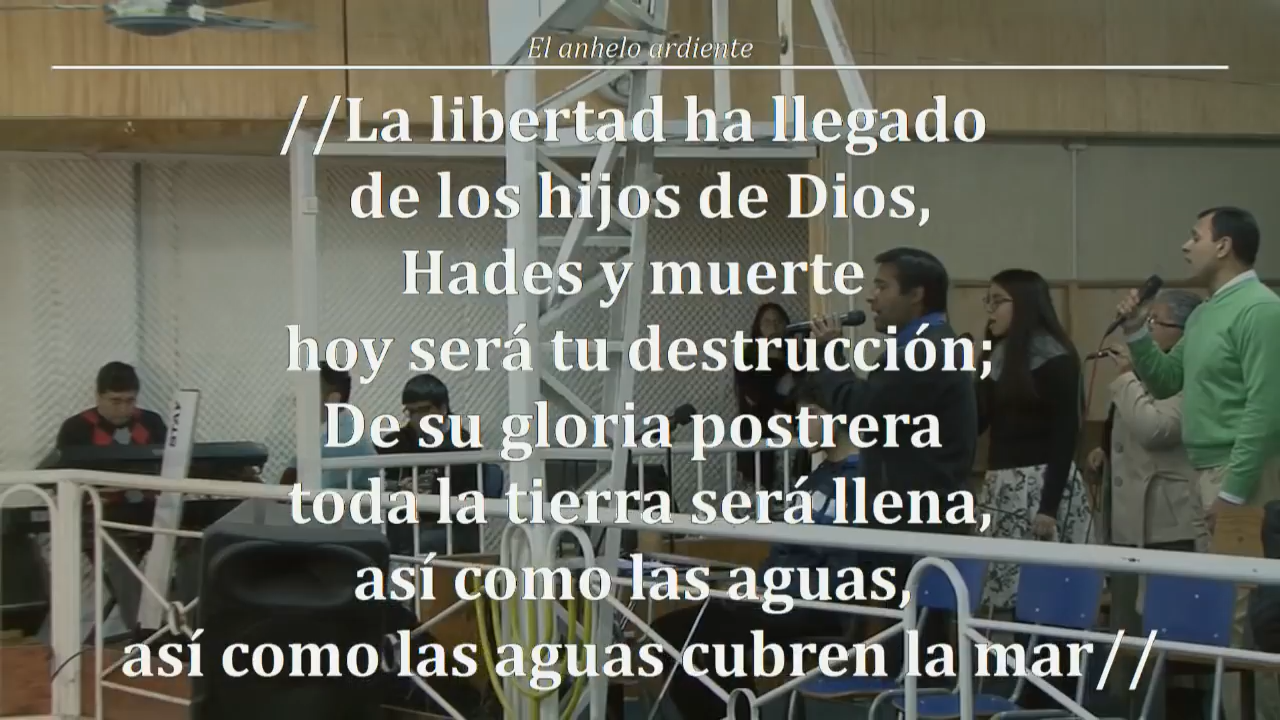 El anhelo ardiente
//La libertad ha llegado
de los hijos de Dios,
Hades y muerte
hoy será tu destrucción;
De su gloria postrera
toda la tierra será llena,
así como las aguas,
así como las aguas cubren la mar//
STAY